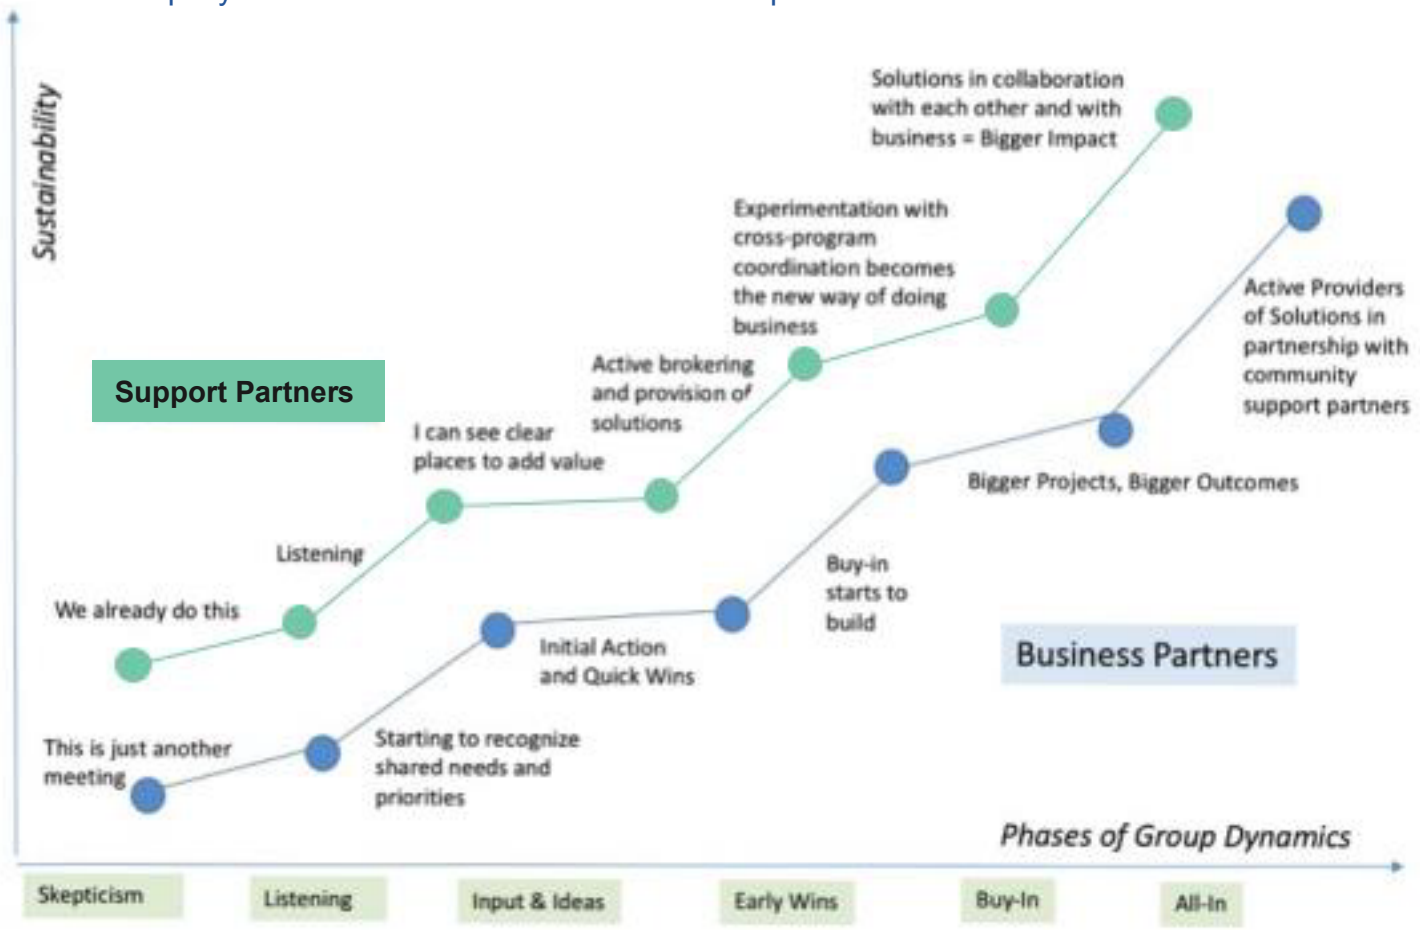 Sustainability
Solutions in collaboration
with each other and with
business = Bigger Impact
Experimentation with
cross-program
coordination becomes
the new way of doing
business
Active Providers
of Solutions in
partnership with
community
support partners
Active brokering
and provision of
solutions
Support Partners
I can see clear
places to add value
Bigger Projects, Bigger Outcomes
Listening
Buy-in
starts to
build
We already do this
Initial Action
and Quick Wins
Business Partners
This is just another
meeting
Starting to recognize
shared needs and
priorities
Phases of Group Dynamics
Skepticism
Listening
Input & Ideas
Early Wins
Buy-In
All-In